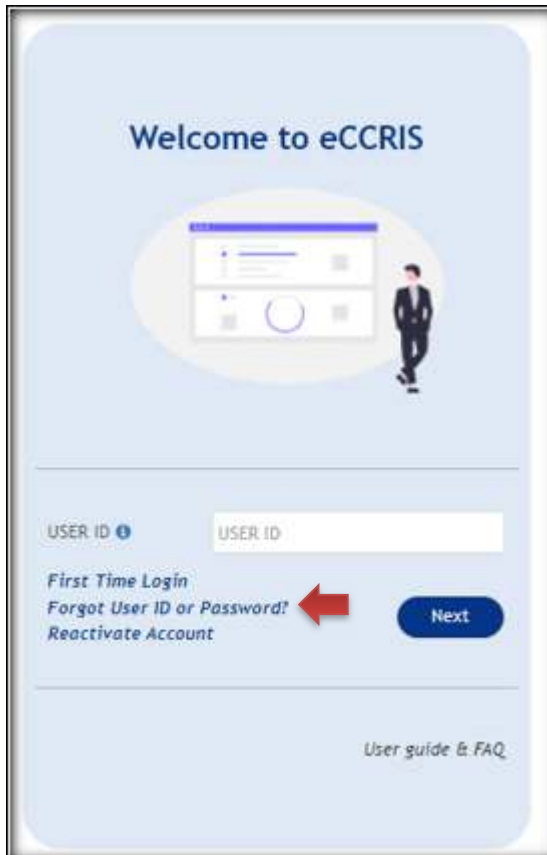 Welcome to eCCRIS
USER ID
USER ID
First Time Login
Forgot User ID or Password?
Next
Reactivate Account
User guide & FAQ